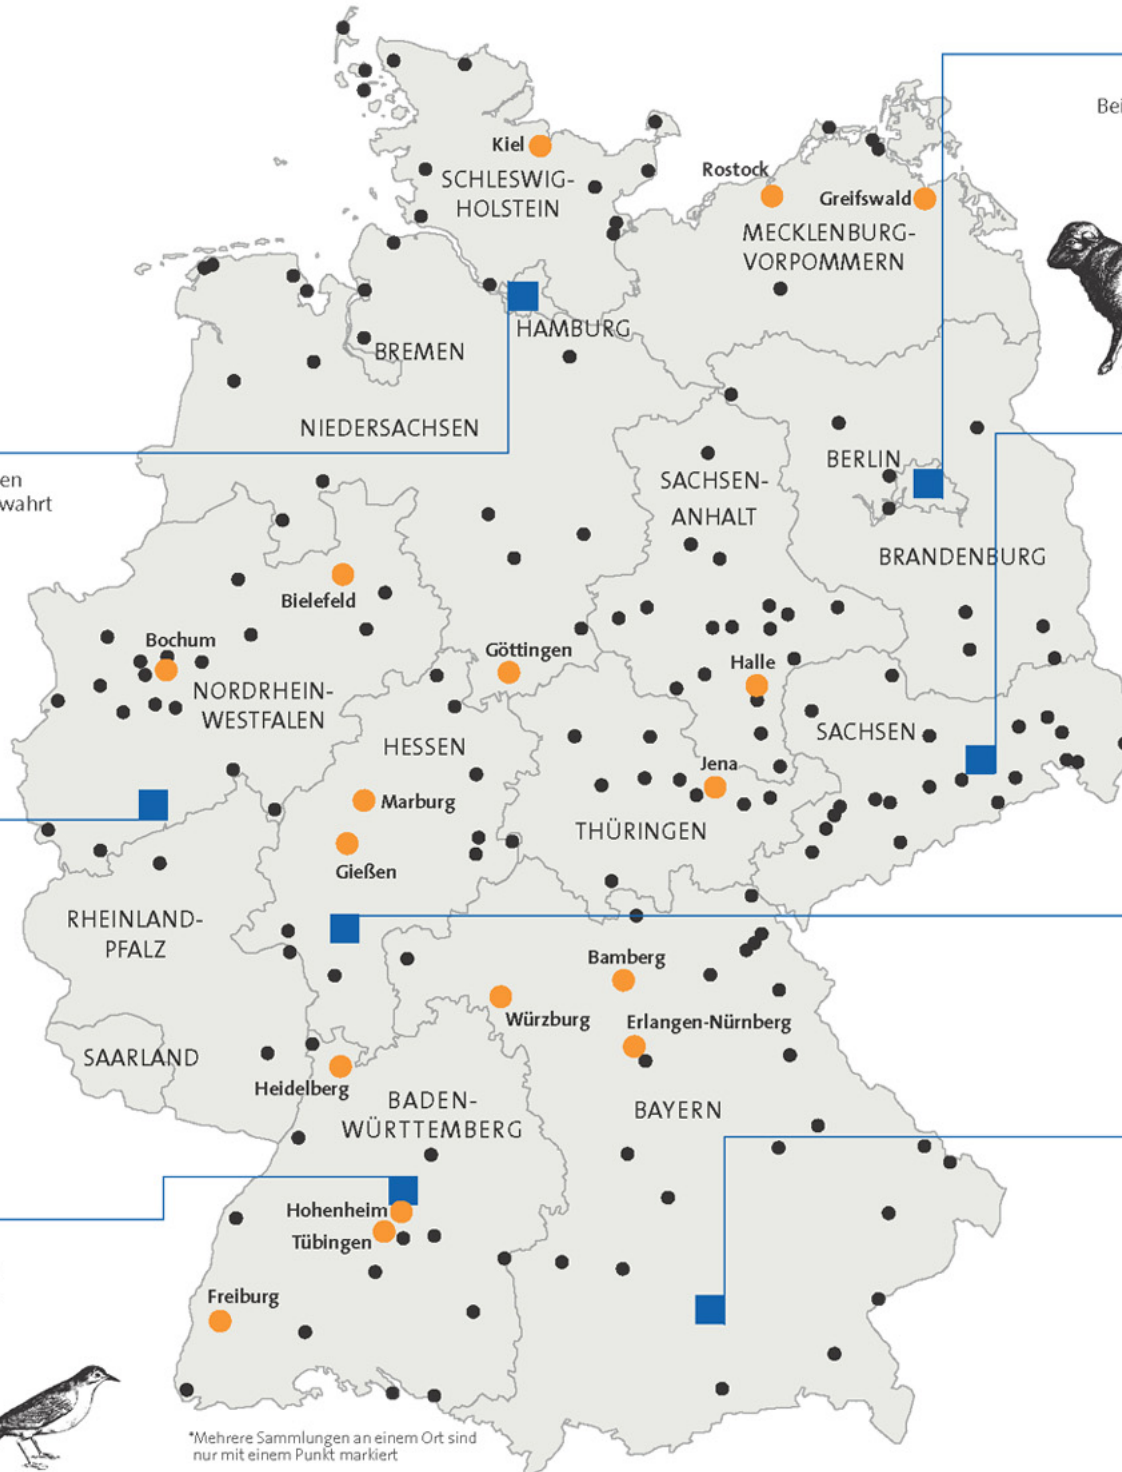 Bei
Kiel
SCHLESWIG-
HOLSTEIN
Rostock
Greifswald
MECKLENBURG-
VORPOMMERN
HAMBURG
BREMEN
NIEDERSACHSEN
BERLIN
SACHSEN-
ANHALT
en
wahrt
BRANDENBURG
Bielefeld
Bochum
Göttingen
Halle
NORDRHEIN-
WESTFALEN
SACHSEN
HESSEN
Jena
Marburg
THÜRINGEN
Gießen
RHEINLAND-
PFALZ
Bamberg
Würzburg
Erlangen-Nürnberg
SAARLAND
Heidelberg
BADEN-
WÜRTTEMBERG
BAYERN
Hohenheim
Tübingen
Freiburg
*Mehrere Sammlungen an einem Ort sind
nur mit einem Punkt markiert